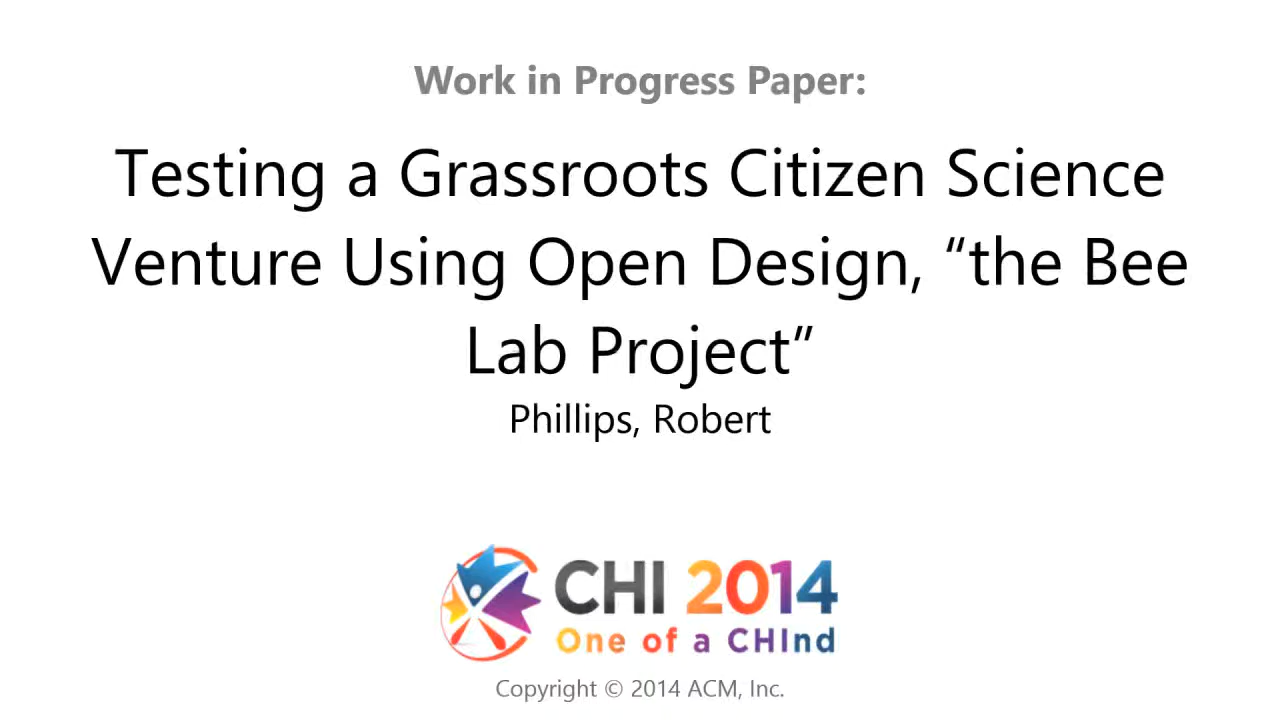 Work in Progress Paper:
Testing a Grassroots Citizen Science
Venture Using Open Design, “the Bee
Lab Project”
Phillips, Robert
CHI 2014
One of a CHInd
Copyright © 2014 ACM, Inc.